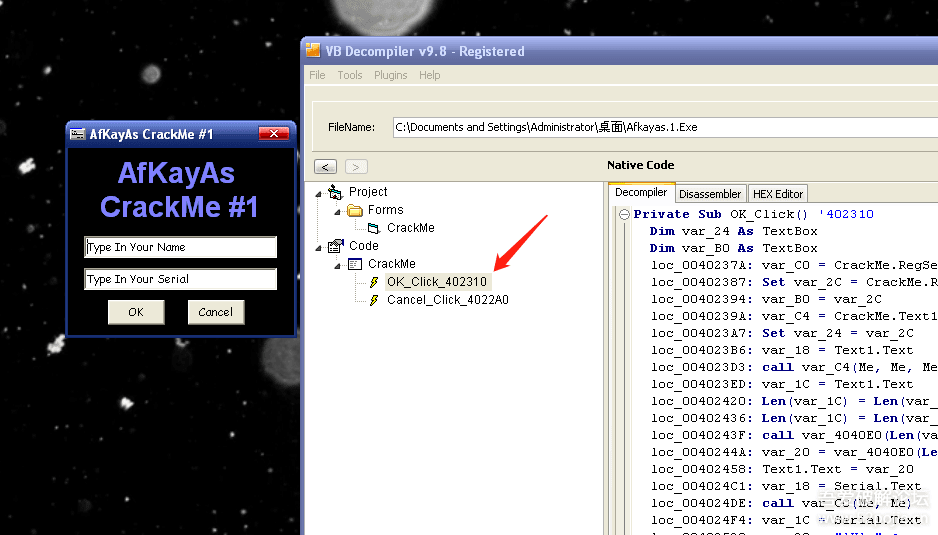 AfKayAs CrackMe #1
AfKayAs
CrackMe #1
Type In Your Name
Type In Your Serial
OK
Cancel
VB Decompiler v9.8 - Registered
File Tools Plugins Help
FileName:
C:\Documents and Settings\Administrator\桌面\Afkayas.1.Exe
< >
Native Code
Project
Forms
CrackMe
Code
CrackMe
OK_Click_402310
Cancel_Click_4022A0
Decompiler Disassembler HEX Editor
Private Sub OK_Click() '402310
Dim var_24 As TextBox
Dim var_B0 As TextBox
loc_0040237A: var_C0 = CrackMe.RegSe
loc_00402387: Set var_2C = CrackMe.R
loc_00402394: var_B0 = var_2C
loc_0040239A: var_C4 = CrackMe.Text1
loc_004023A7: Set var_24 = var_2C
loc_004023B6: var_18 = Text1.Text
loc_004023D3: call var_C4(Me, Me, Me
loc_004023ED: var_1C = Text1.Text
loc_00402420: Len(var_1C) = Len(var_
loc_00402436: Len(var_1C) = Len(var_
loc_0040243F: call var_4040E0(Len(va
loc_0040244A: var_20 = var_4040E0(Le
loc_00402458: Text1.Text = var_20
loc_004024C1: var_18 = Serial.Text
loc_004024DE: call
(Me, Me)
loc_004024F4: var_1C = Serial.Text